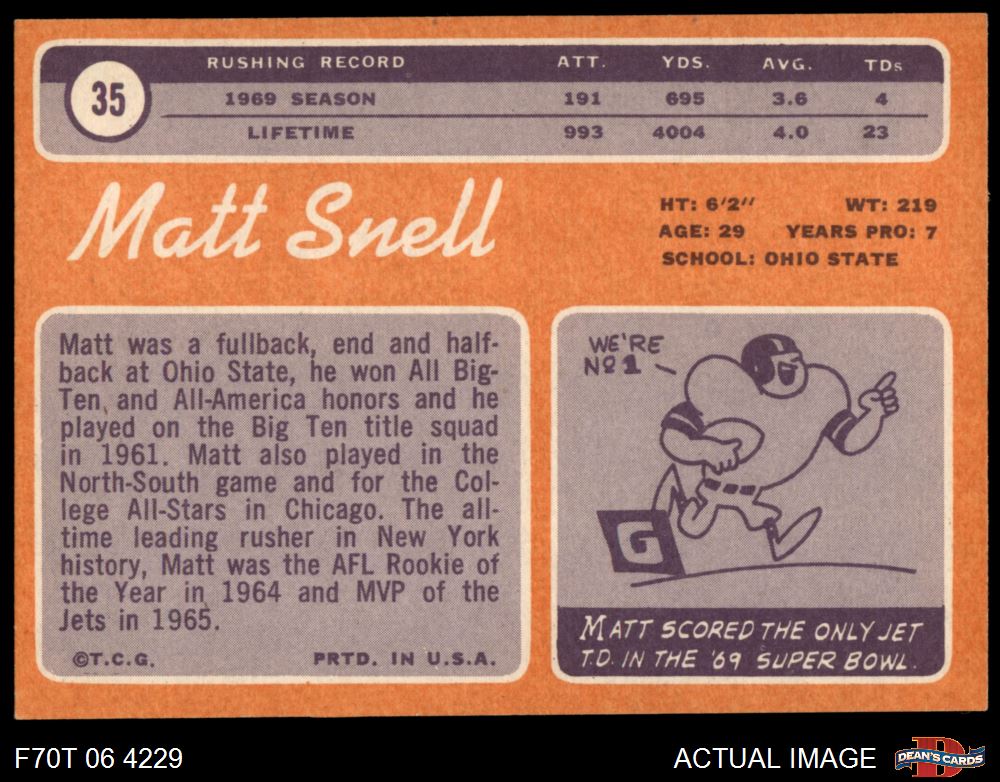 35
RUSHING RECORD ATT. YDS. AVG. TDs
1969 SEASON 191 695 3.6 4
LIFETIME 993 4004 4.0 23
Matt Snell
HT: 6'2" WT: 219
AGE: 29 YEARS PRO: 7
SCHOOL: OHIO STATE
Matt was a fullback, end and half-
back at Ohio State, he won All Big-
Ten and All-America honors and he
played on the Big Ten title squad
in 1961. Matt also played in the
North-South game and for the Col-
lege All-Stars in Chicago. The all-
time leading rusher in New York
history, Matt was the AFL Rookie of
the Year in 1964 and MVP of the
Jets in 1965.
©T.C.G. PRTD. IN U.S.A.
WE'RE
Nº 1
G
MATT SCORED THE ONLY JET
T.D. IN THE '69 SUPER BOWL.
F70T 06 4229 ACTUAL IMAGE
D
DEAN'S CARDS